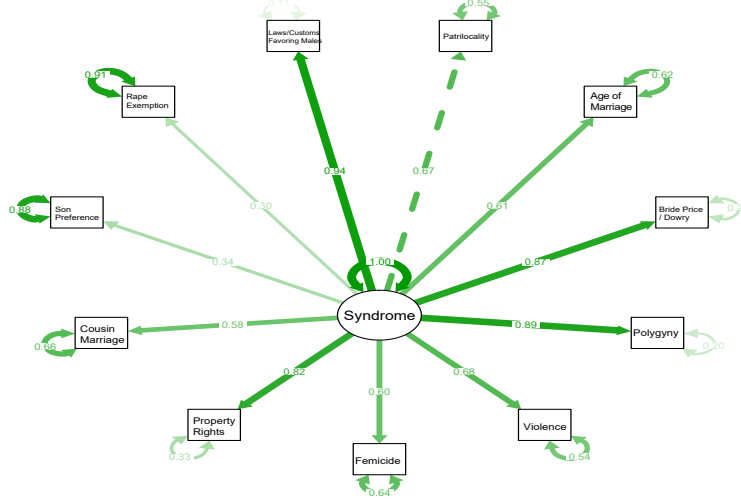 0.11
Laws/Customs
Favoring Males
0.55
Patrilocality
0.91
Rape
Exemption
0.62
Age of
Marriage
0.94
0.67
0.30
0.61
0.88
Son
Preference
Bride Price
/ Dowry
0.34
1.00
0.87
Syndrome
0.66
Cousin
Marriage
0.58
0.89
Polygyny
0.20
0.82
0.60
0.68
Property
Rights
0.33
Femicide
0.64
Violence
0.54